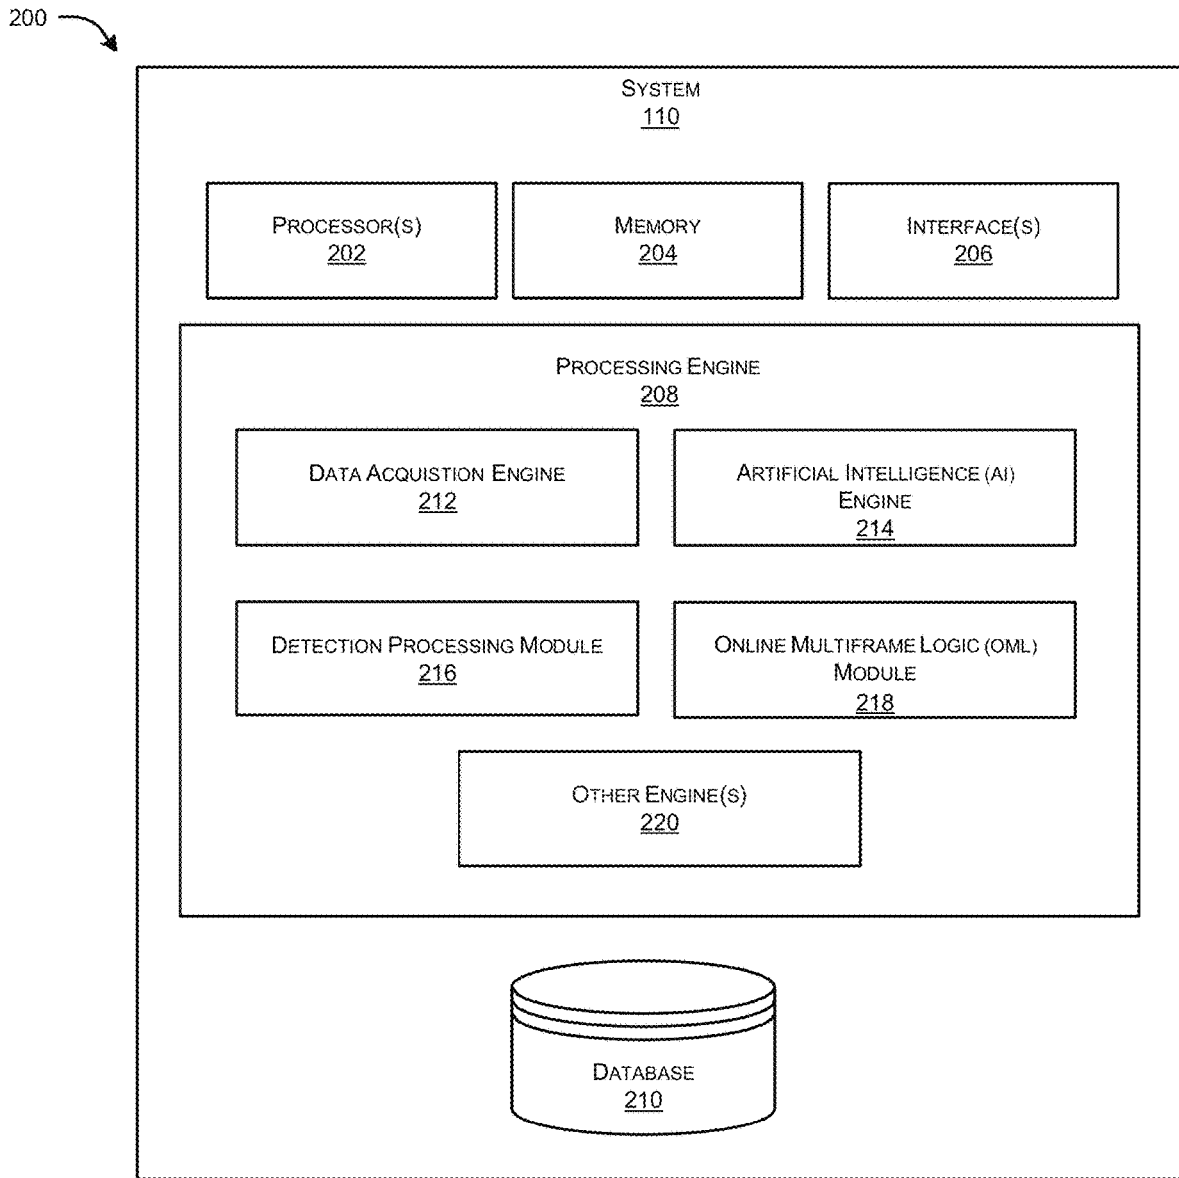 200
SYSTEM
110
PROCESSOR(S)
202
MEMORY
204
INTERFACE(S)
206
PROCESSING ENGINE
208
DATA ACQUISTION ENGINE
212
ARTIFICIAL INTELLIGENCE (AI)
ENGINE
214
DETECTION PROCESSING MODULE
216
ONLINE MULTIFRAME LOGIC (OML)
MODULE
218
OTHER ENGINE(S)
220
DATABASE
210